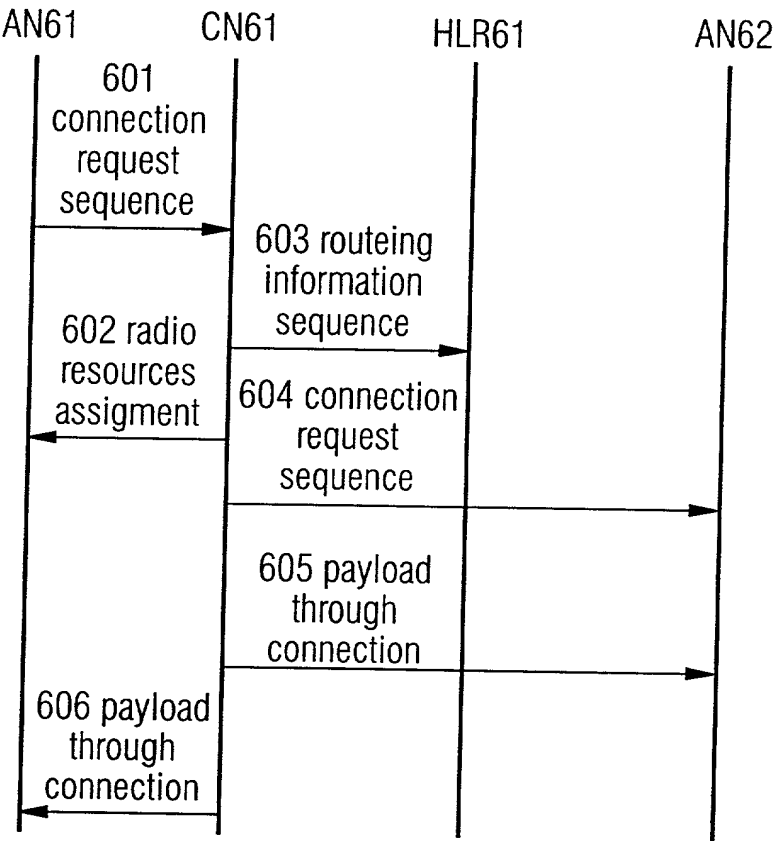 AN61 CN61 HLR61 AN62
601
connection
request
sequence
603 routeing
information
sequence
602 radio
resources
assigment
604 connection
request
sequence
605 payload
through
connection
606 payload
through
connection